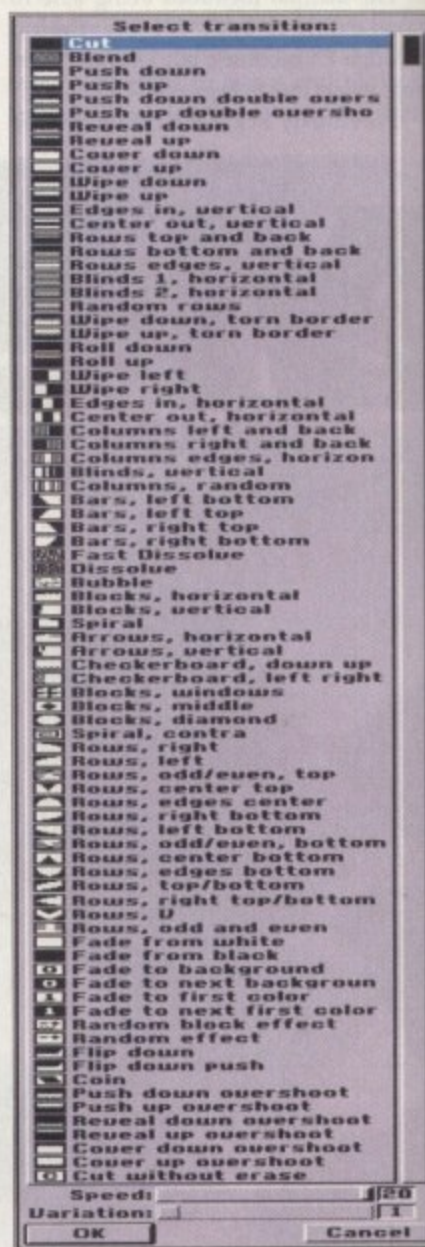 Select transition:
Cut
Blend
Push down
Push up
Push down double overs
Push up double oversho
Reveal down
Reveal up
Cover down
Cover up
Wipe down
Wipe up
Edges in, vertical
Center out, vertical
Rows top and back
Rows bottom and back
Rows edges, vertical
Blinds 1, horizontal
Blinds 2, horizontal
Random rows
Wipe down, torn border
Wipe up, torn border
Roll down
Roll up
Wipe left
Wipe right
Edges in, horizontal
Center out, horizontal
Columns left and back
Columns right and back
Columns edges, horizon
Blinds, vertical
Columns, random
Bars, left bottom
Bars, left top
Bars, right top
Bars, right bottom
Fast Dissolve
Dissolve
Bubble
Blocks, horizontal
Blocks, vertical
Spiral
Arrows, horizontal
Arrows, vertical
Checkerboard, down up
Checkerboard, left right
Blocks, windows
Blocks, middle
Blocks, diamond
Spiral, contra
Rows, right
Rows, left
Rows, odd/even, top
Rows, center top
Rows, edges center
Rows, right bottom
Rows, left bottom
Rows, odd/even, bottom
Rows, center bottom
Rows, edges bottom
Rows, top/bottom
Rows, right top/bottom
Rows, V
Rows, odd and even
Fade from white
Fade from black
0 Fade to background
0 Fade to next backgroun
1 Fade to first color
1 Fade to next first color
Random block effect
Random effect
Flip down
Flip down push
Coin
Push down overshoot
Push up overshoot
Reveal down overshoot
Reveal up overshoot
Cover down overshoot
Cover up overshoot
0 Cut without erase
Speed: 20
Variation: 1
OK Cancel